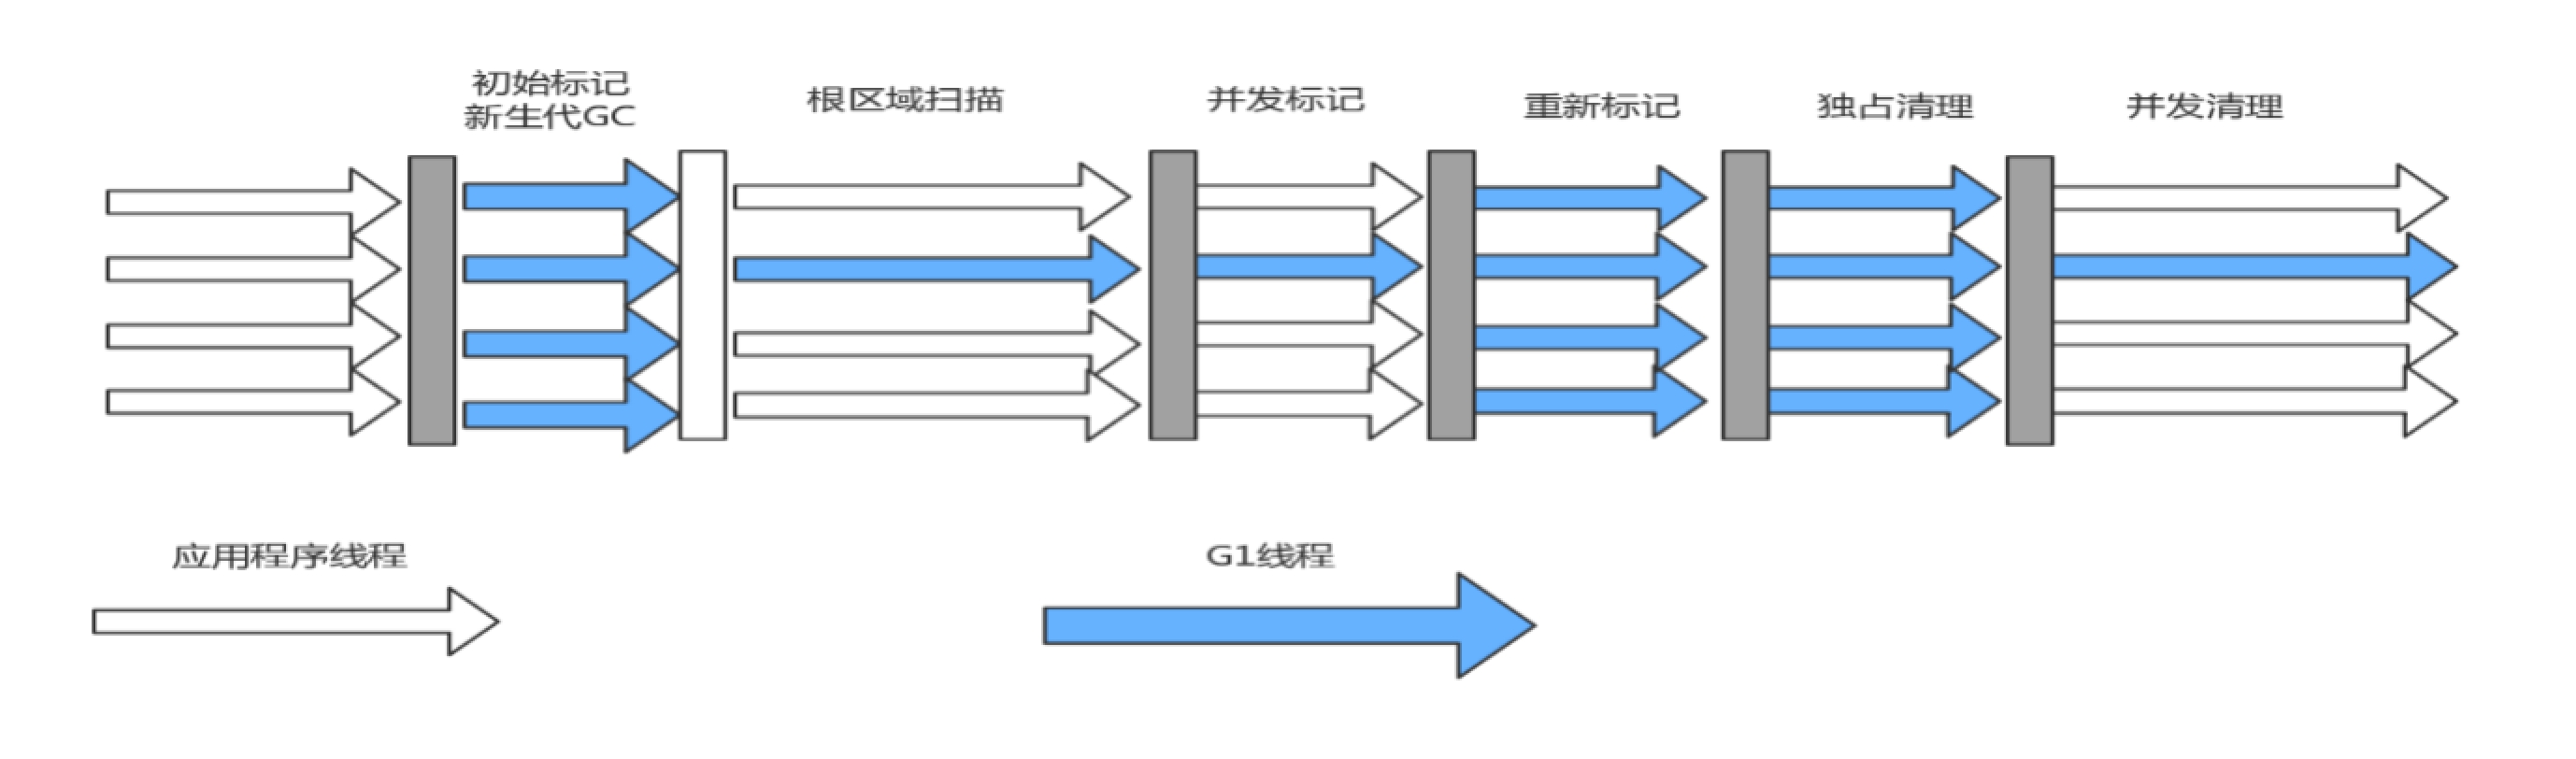 初始标记
新生代GC
根区域扫描
并发标记
重新标记
独占清理
并发清理
应用程序线程
G1线程